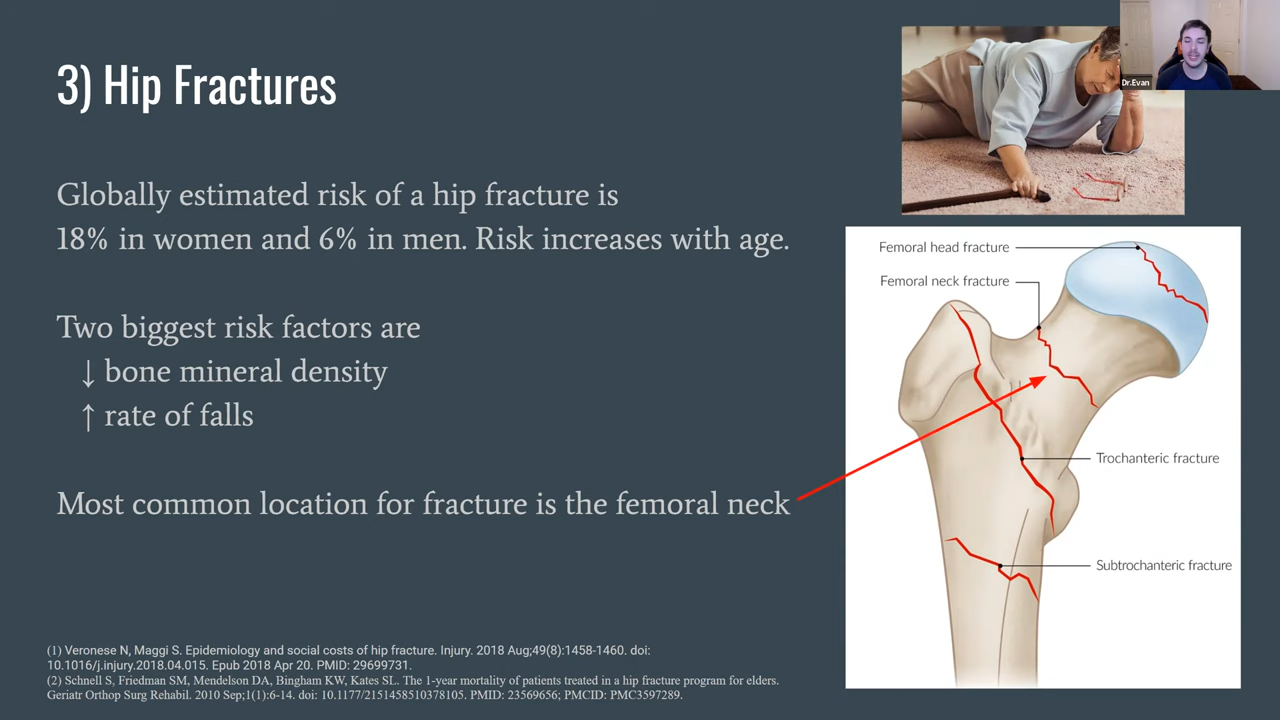 3) Hip Fractures
Dr.Evan
Globally estimated risk of a hip fracture is
18% in women and 6% in men. Risk increases with age.
Two biggest risk factors are
↓ bone mineral density
↑ rate of falls
Most common location for fracture is the femoral neck
Femoral head fracture
Femoral neck fracture
Trochanteric fracture
Subtrochanteric fracture
(1) Veronese N, Maggi S. Epidemiology and social costs of hip fracture. Injury. 2018 Aug;49(8):1458-1460. doi:
10.1016/j.injury.2018.04.015. Epub 2018 Apr 20. PMID: 29699731.
(2) Schnell S, Friedman SM, Mendelson DA, Bingham KW, Kates SL. The 1-year mortality of patients treated in a hip fracture program for elders.
Geriatr Orthop Surg Rehabil. 2010 Sep;1(1):6-14. doi: 10.1177/2151458510378105. PMID: 23569656; PMCID: PMC3597289.